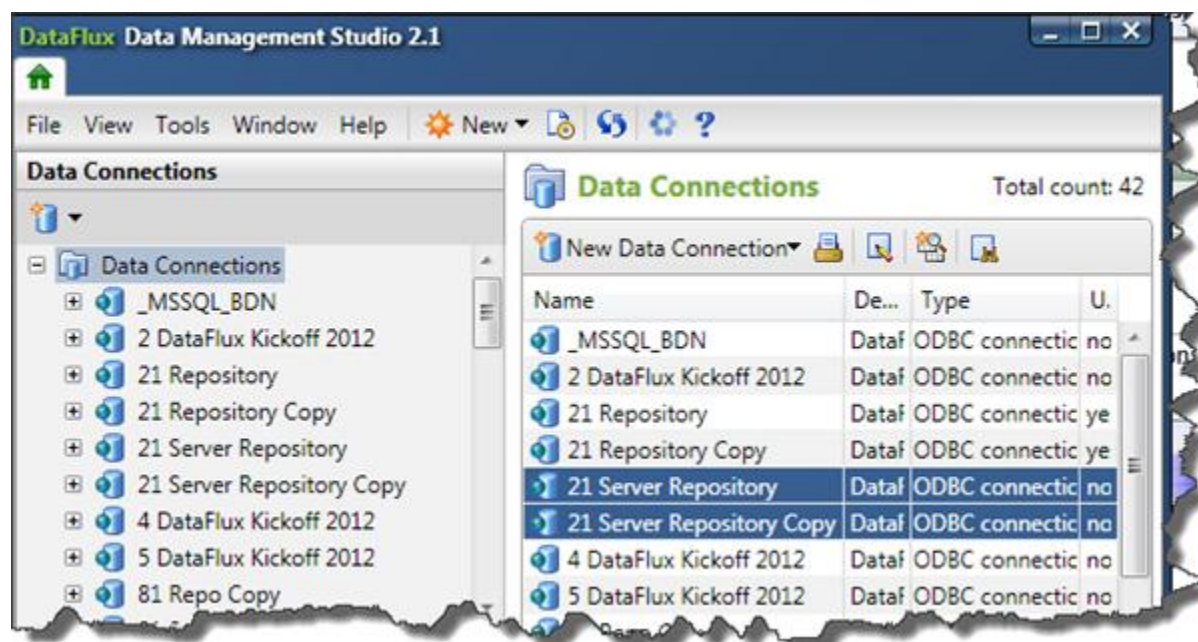 DataFlux Data Management Studio 2.1
File View Tools Window Help New ?
Data Connections
Data Connections
_MSSQL_BDN
2 DataFlux Kickoff 2012
21 Repository
21 Repository Copy
21 Server Repository
21 Server Repository Copy
4 DataFlux Kickoff 2012
5 DataFlux Kickoff 2012
81 Repo Copy
Data Connections Total count: 42
New Data Connection
Name De... Type U.
_MSSQL_BDN DataF ODBC connectic no
2 DataFlux Kickoff 2012 DataF ODBC connectic no
21 Repository DataF ODBC connectic ye
21 Repository Copy DataF ODBC connectic ye
21 Server Repository DataF ODBC connectic no
21 Server Repository Copy DataF ODBC connectic no
4 DataFlux Kickoff 2012 DataF ODBC connectic no
5 DataFlux Kickoff 2012 DataF ODBC connectic no